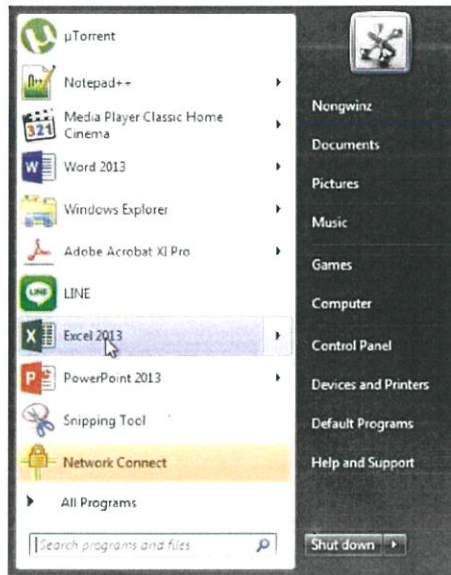 µTorrent
Notepad++
Media Player Classic Home
Cinema
Word 2013
Windows Explorer
Adobe Acrobat XI Pro
LINE
Excel 2013
PowerPoint 2013
Snipping Tool
Network Connect
All Programs
Search programs and files
Nongwinz
Documents
Pictures
Music
Games
Computer
Control Panel
Devices and Printers
Default Programs
Help and Support
Shut down